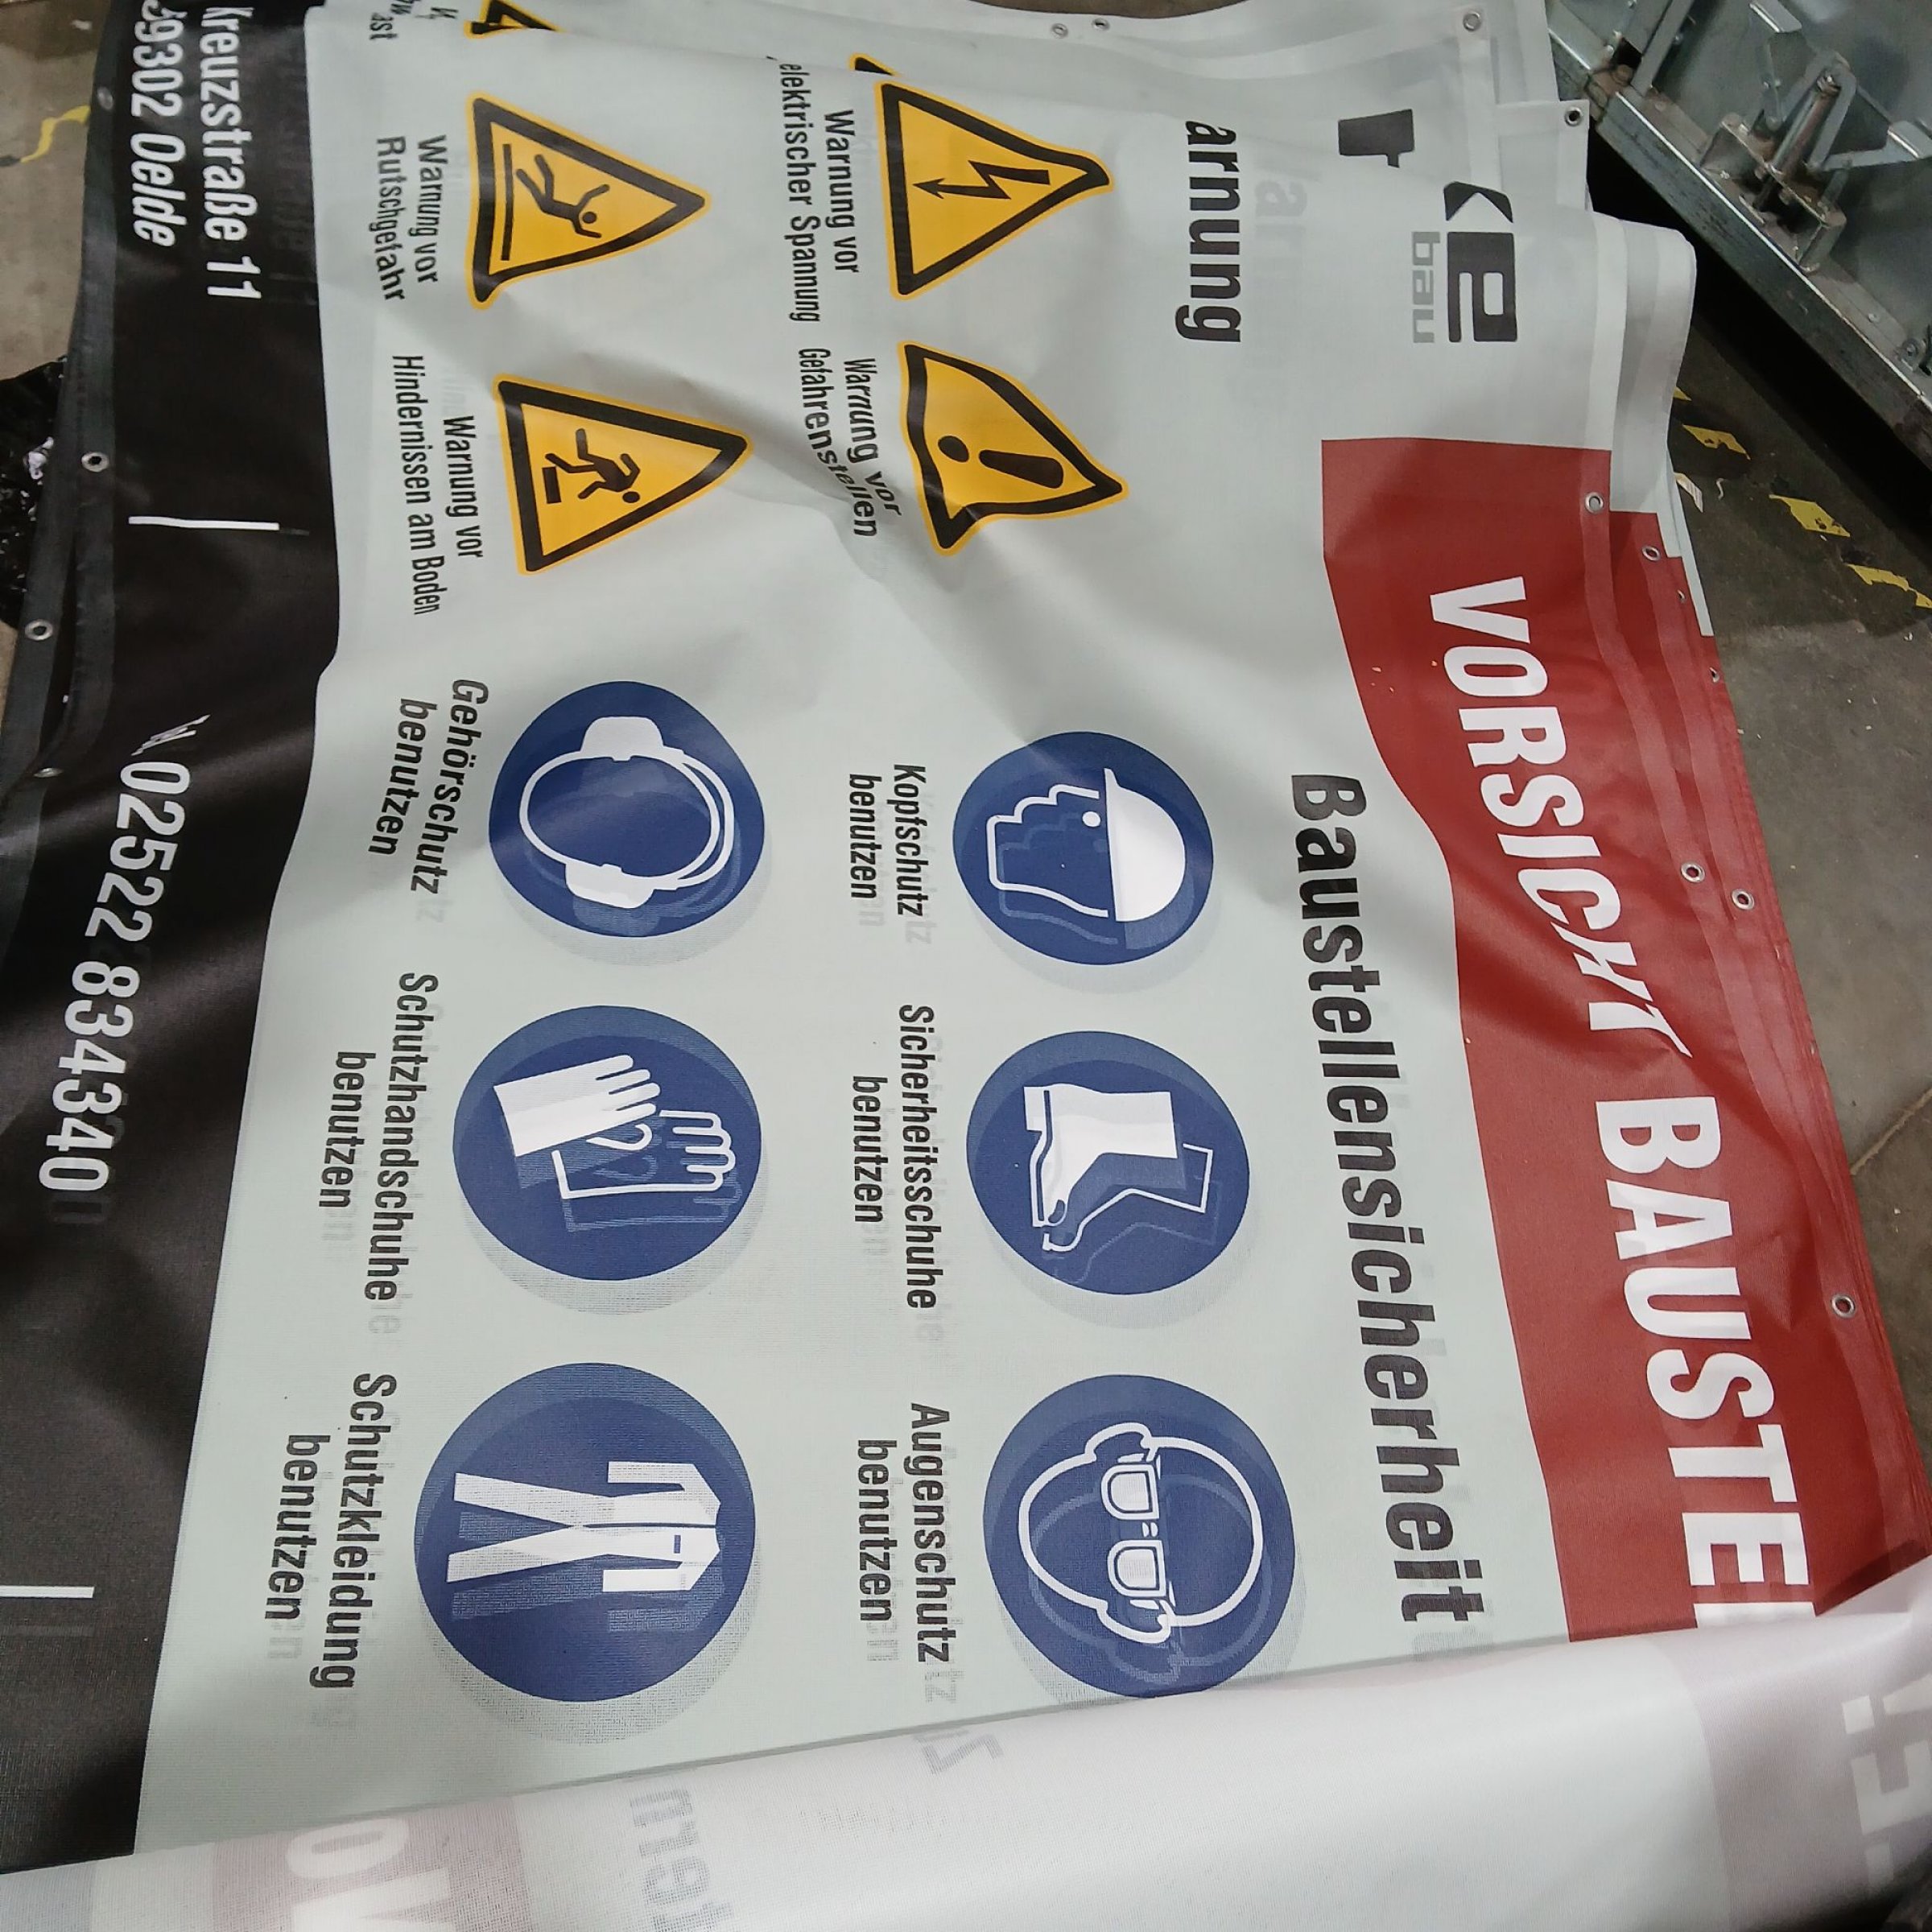 bau
VORSICHT BAUSTE
arnung
Warnung vor
elektrischer Spannung
Warnung vor
Gefahrenstellen
Warnung vor
Rutschgefahr
Warnung vor
Hindernissen am Boden
Baustellensicherheit
Kopfschutz
benutzen
Sicherheitsschuhe
benutzen
Augenschutz
benutzen
Gehörschutz
benutzen
Schutzhandschuhe
benutzen
Schutzkleidung
benutzen
Kreuzstraße 11
59302 Oelde
02522 834340